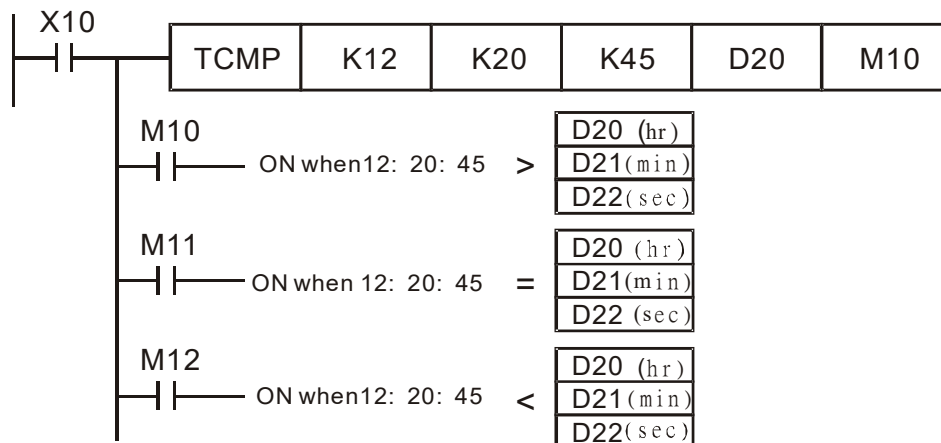 X10
TCMP K12 K20 K45 D20 M10
M10
ON when12: 20: 45 > D20 (hr)
D21(min)
D22(sec)
M11
ON when 12: 20: 45 = D20 (hr)
D21(min)
D22 (sec)
M12
ON when12: 20: 45 < D20 (hr)
D21(min)
D22(sec)